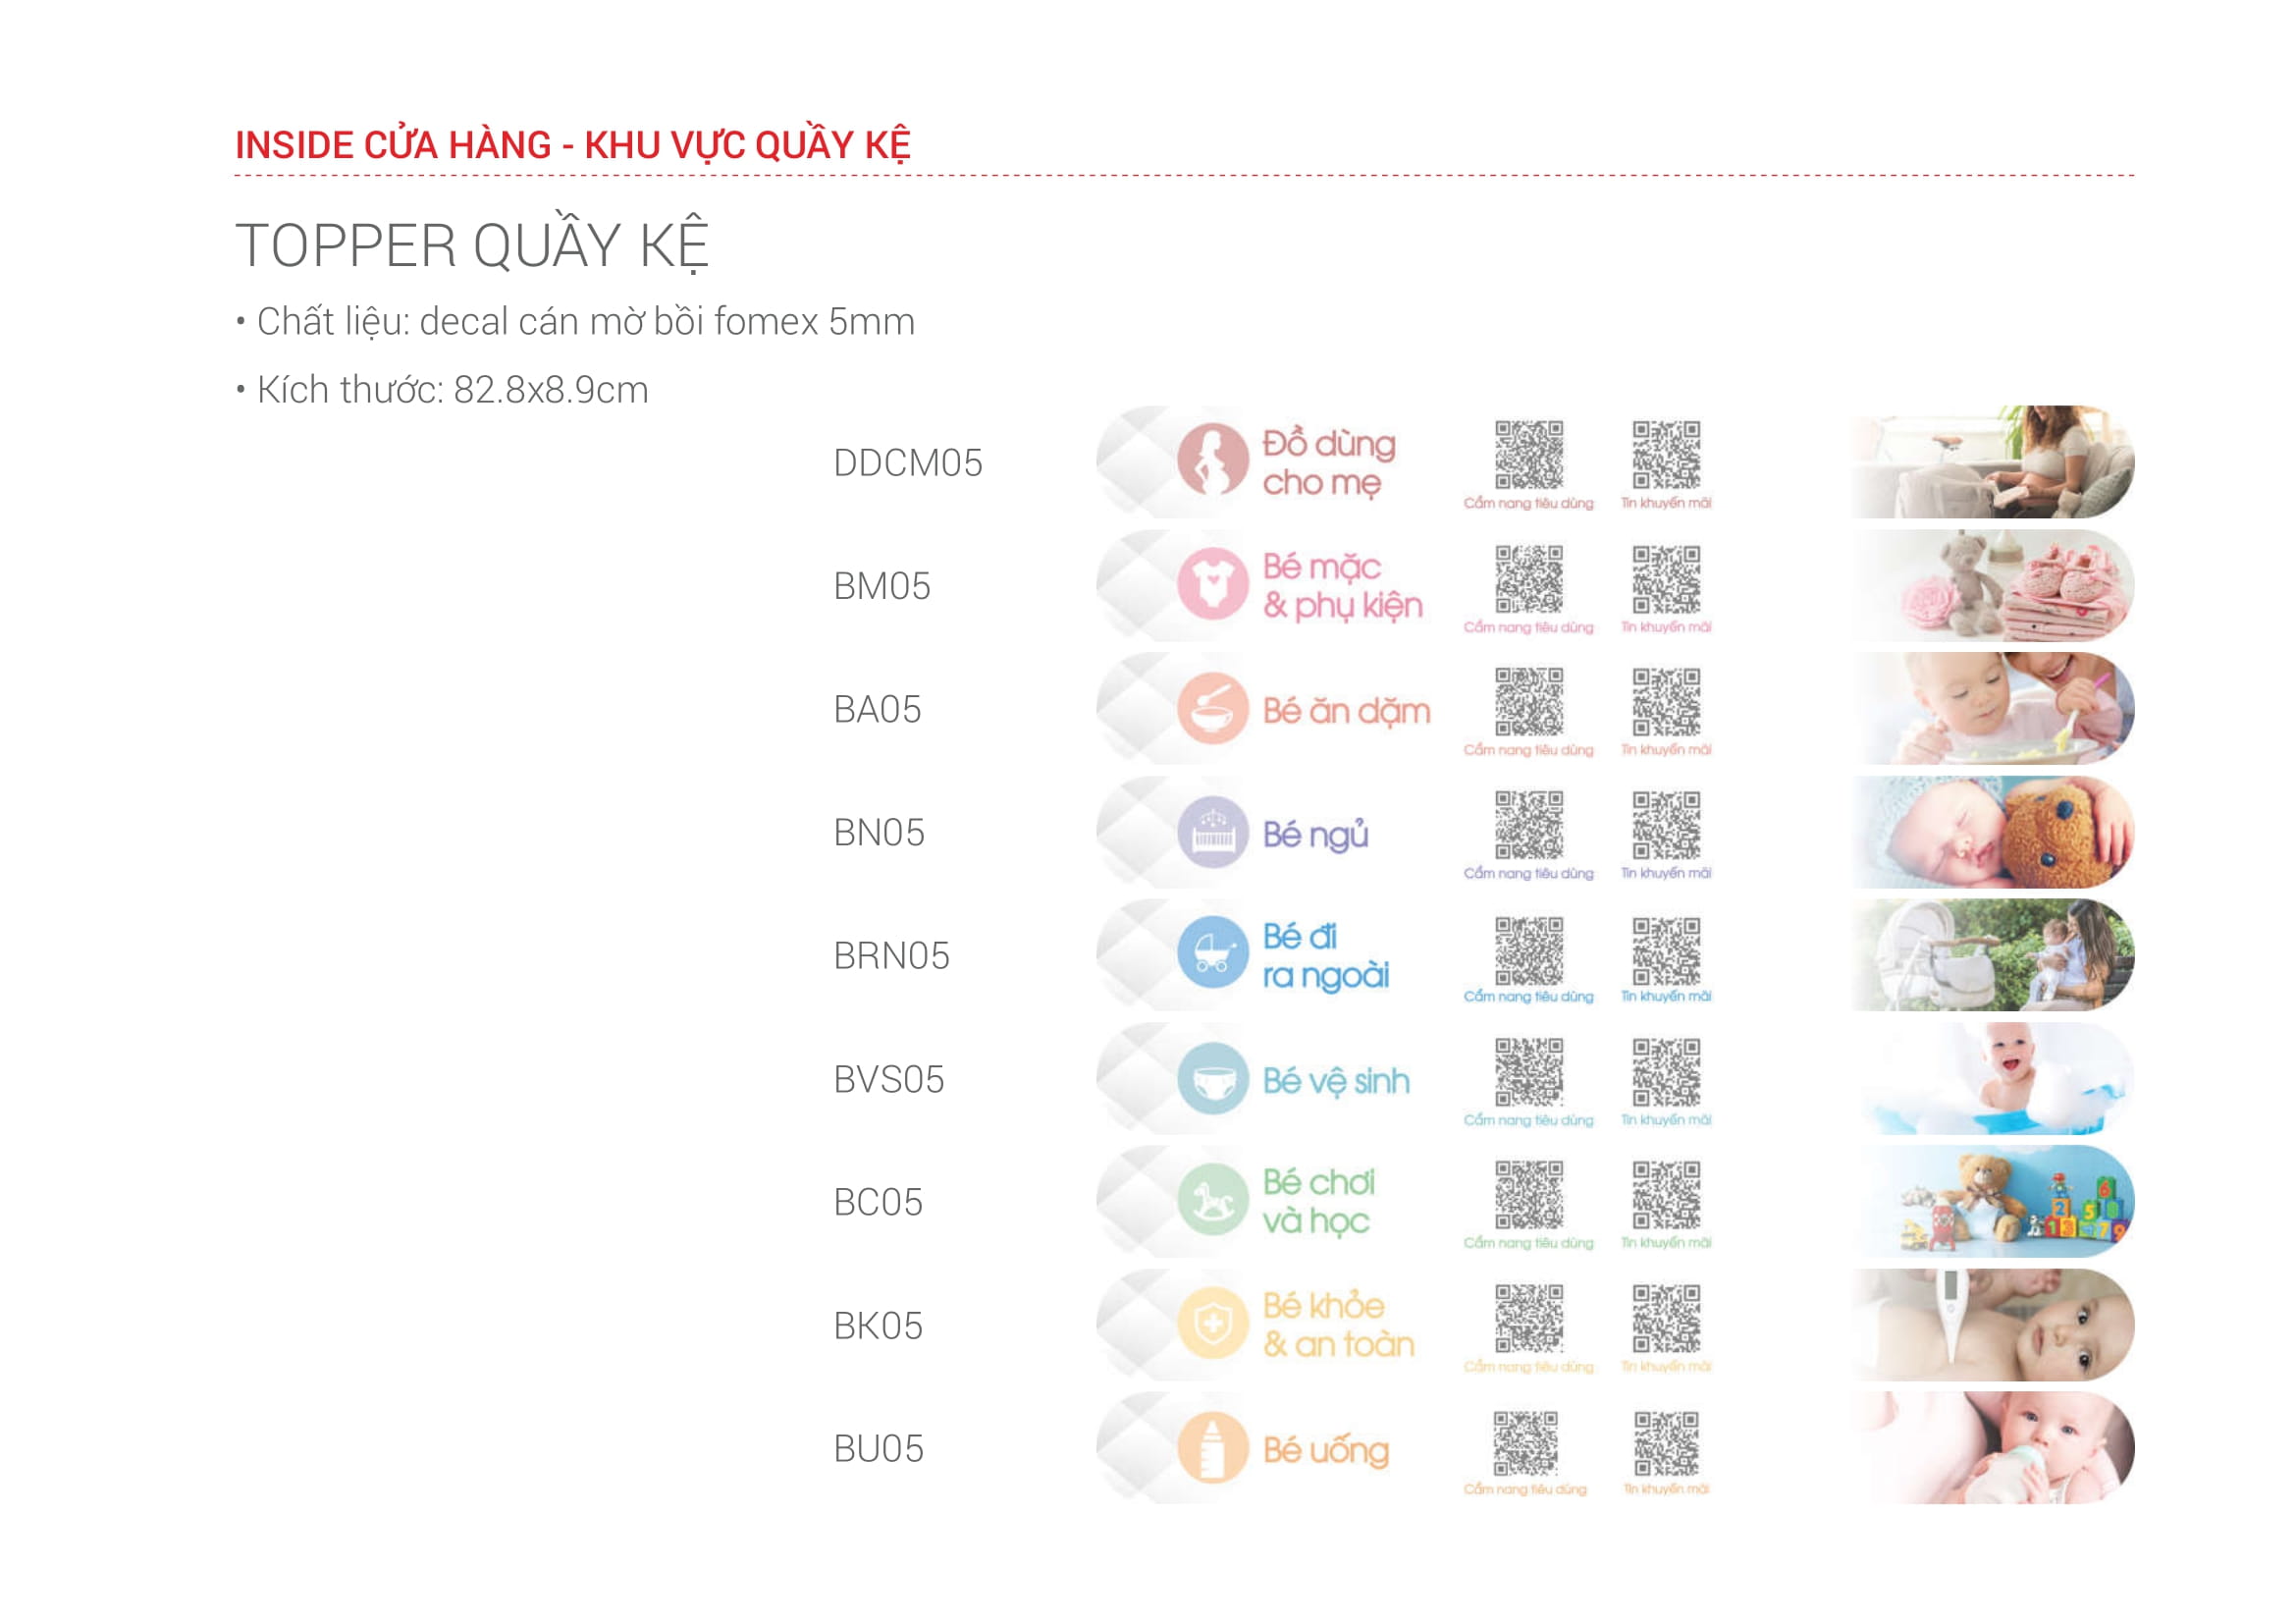 INSIDE CỬA HÀNG - KHU VỰC QUẦY KỆ
TOPPER QUẦY KỆ
• Chất liệu: decal cán mờ bồi fomex 5mm
• Kích thước: 82.8x8.9cm
DDCM05
Đồ dùng
cho mẹ
Cẩm nang tiêu dùng Tin khuyến mãi
BM05
Bé mặc
& phụ kiện
Cẩm nang tiêu dùng Tin khuyến mãi
BA05
Bé ăn dặm
Cẩm nang tiêu dùng Tin khuyến mãi
BN05
Bé ngủ
Cẩm nang tiêu dùng Tin khuyến mãi
BRN05
Bé đi
ra ngoài
Cẩm nang tiêu dùng Tin khuyến mãi
BVS05
Bé vệ sinh
Cẩm nang tiêu dùng Tin khuyến mãi
BC05
Bé chơi
và học
Cẩm nang tiêu dùng Tin khuyến mãi
BK05
Bé khỏe
& an toàn
Cẩm nang tiêu dùng Tin khuyến mãi
BU05
Bé uống
Cẩm nang tiêu dùng Tin khuyến mãi